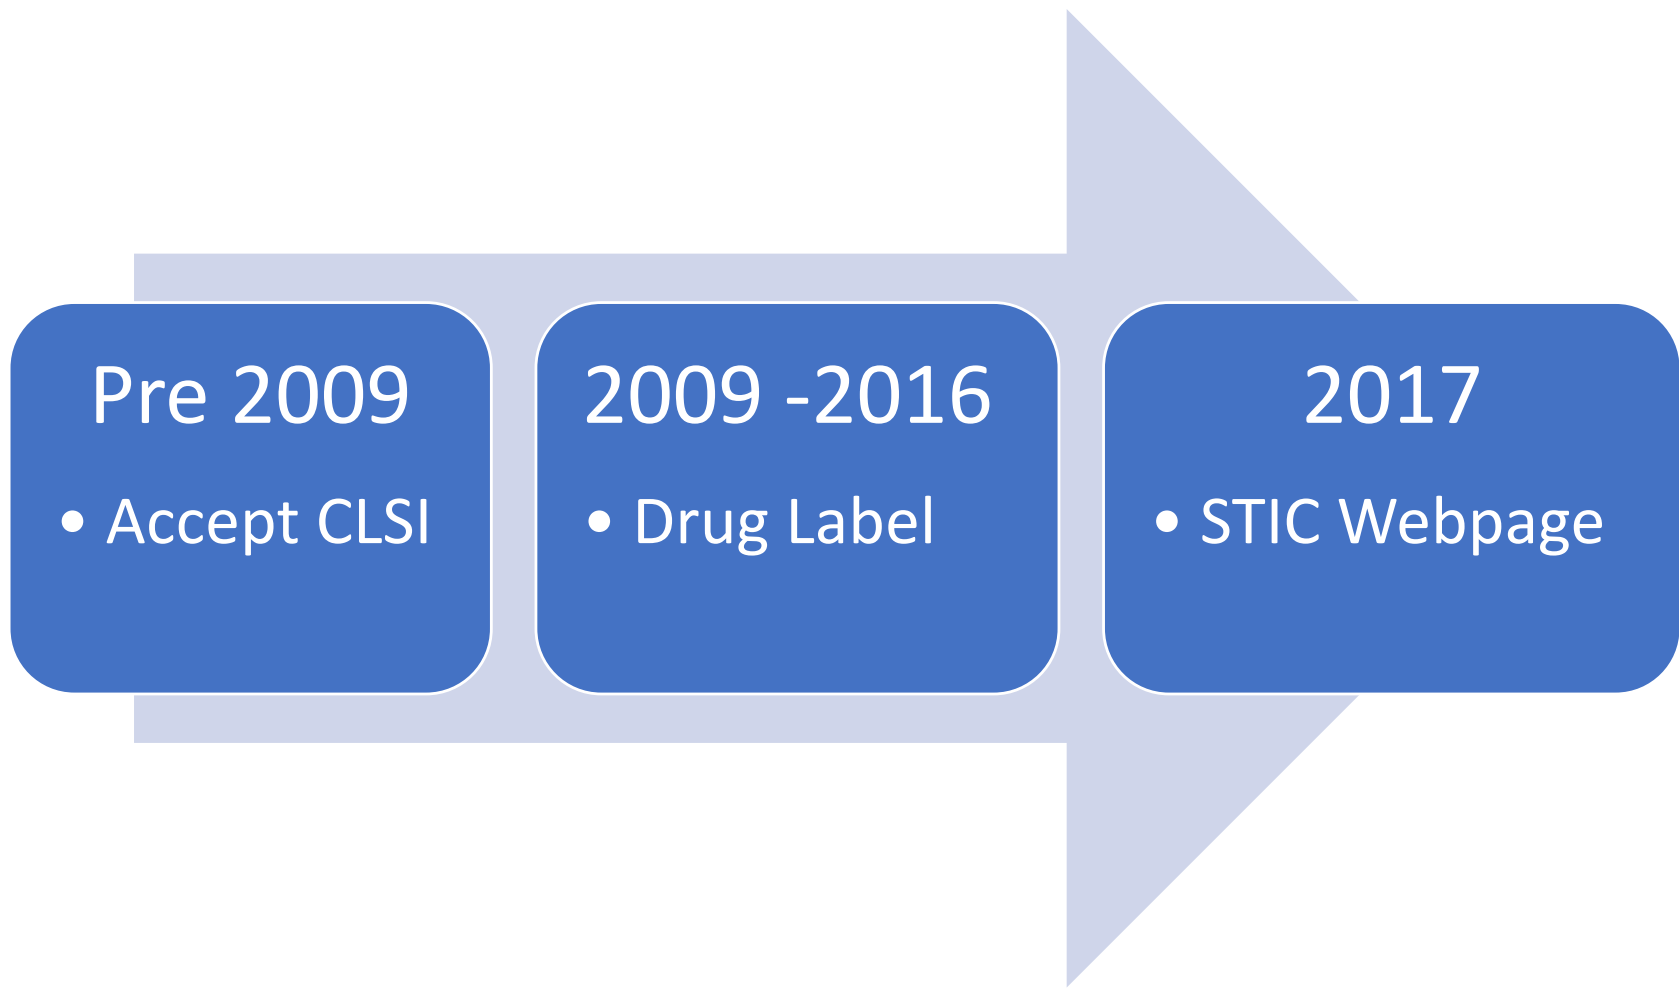 Pre 2009
• Accept CLSI
2009 -2016
• Drug Label
2017
• STIC Webpage